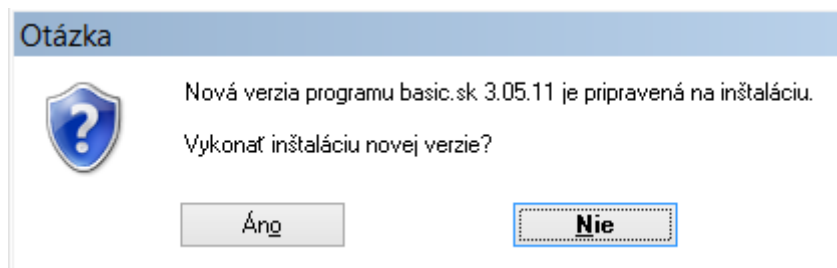 Otázka
Nová verzia programu basic.sk 3.05.11 je pripravená na inštaláciu.
Vykonať inštaláciu novej verzie?
Áno
Nie